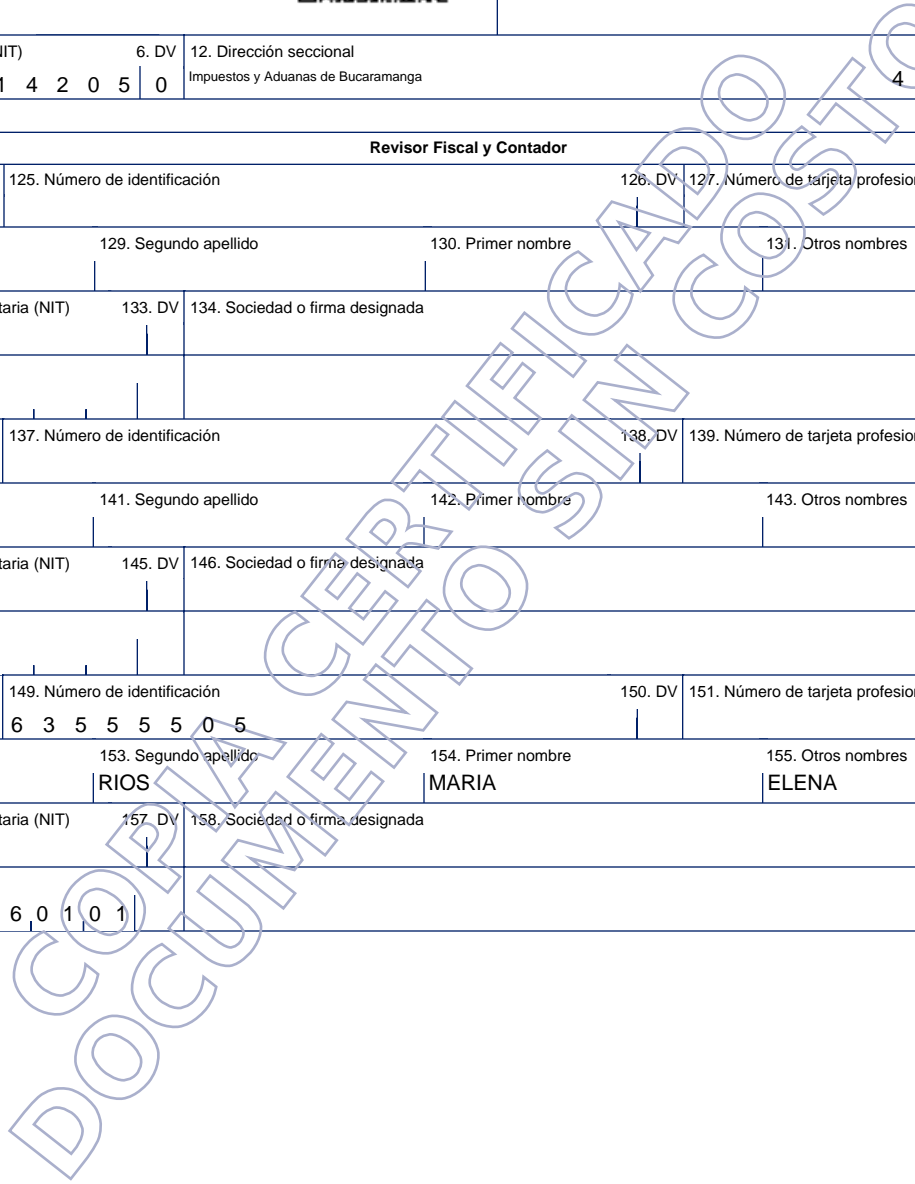 NIT) 6. DV 12. Dirección seccional
1 4 2 0 5 0 Impuestos y Aduanas de Bucaramanga 4
Revisor Fiscal y Contador
125. Número de identificación 126. DV 127. Número de tarjeta profesion
129. Segundo apellido 130. Primer nombre 131. Otros nombres
taria (NIT) 133. DV 134. Sociedad o firma designada
137. Número de identificación 138. DV 139. Número de tarjeta profesion
141. Segundo apellido 142. Primer nombre 143. Otros nombres
taria (NIT) 145. DV 146. Sociedad o firma designada
149. Número de identificación 150. DV 151. Número de tarjeta profesion
6 3 5 5 5 5 0 5
153. Segundo apellido 154. Primer nombre 155. Otros nombres
RIOS MARIA ELENA
taria (NIT) 157. DV 158. Sociedad o firma designada
6 0 1 0 1
COPIA CERTIFICADO
DOCUMENTO SIN COSTO